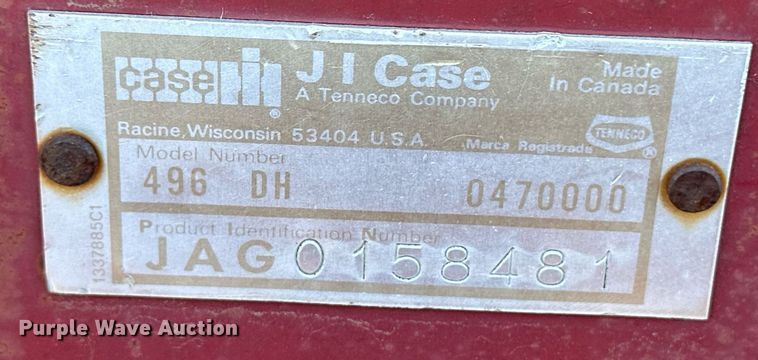 case IH ® J I Case Made
A Tenneco Company In Canada
Racine, Wisconsin 53404 U.S.A. Marca Registrada TENNECO ®
Model Number
496 DH 0470000
Product Identification Number
JAG0158481
1337885C1
Purple Wave Auction